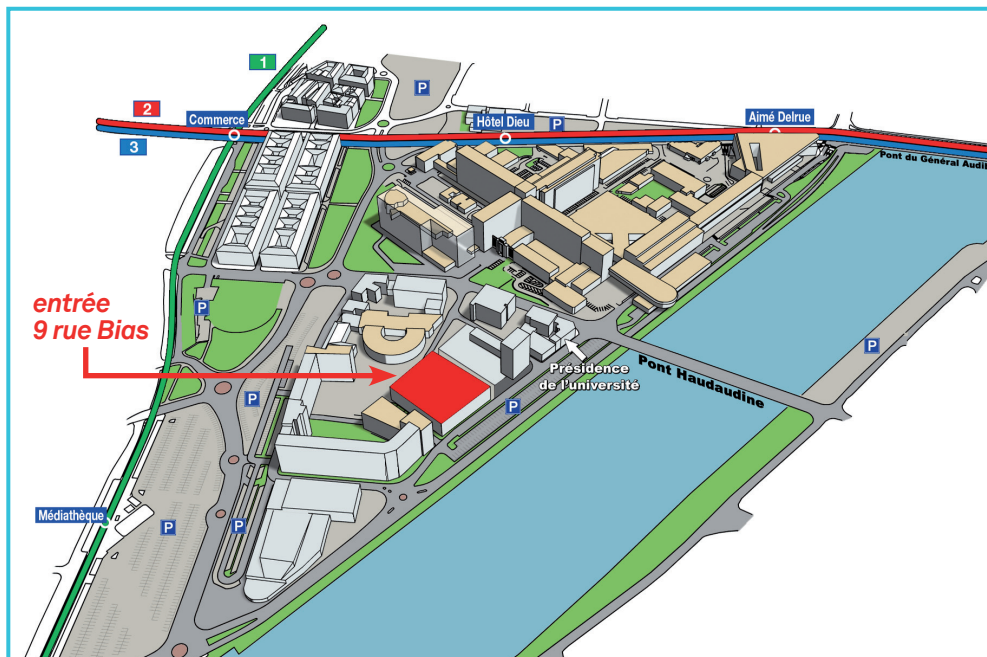 1
P
2
Commerce
Hôtel Dieu
P
Aimé Delrue
3
Pont du Général Audi
entrée
9 rue Bias
P
P
Présidence
de l'université
Pont Haudaudine
P
P
Médiathèque
P
P